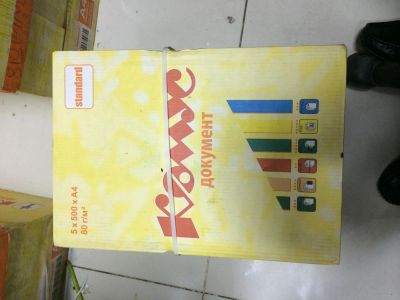 standard
Комус
документ
5 x 500 x A4
80 г/м²